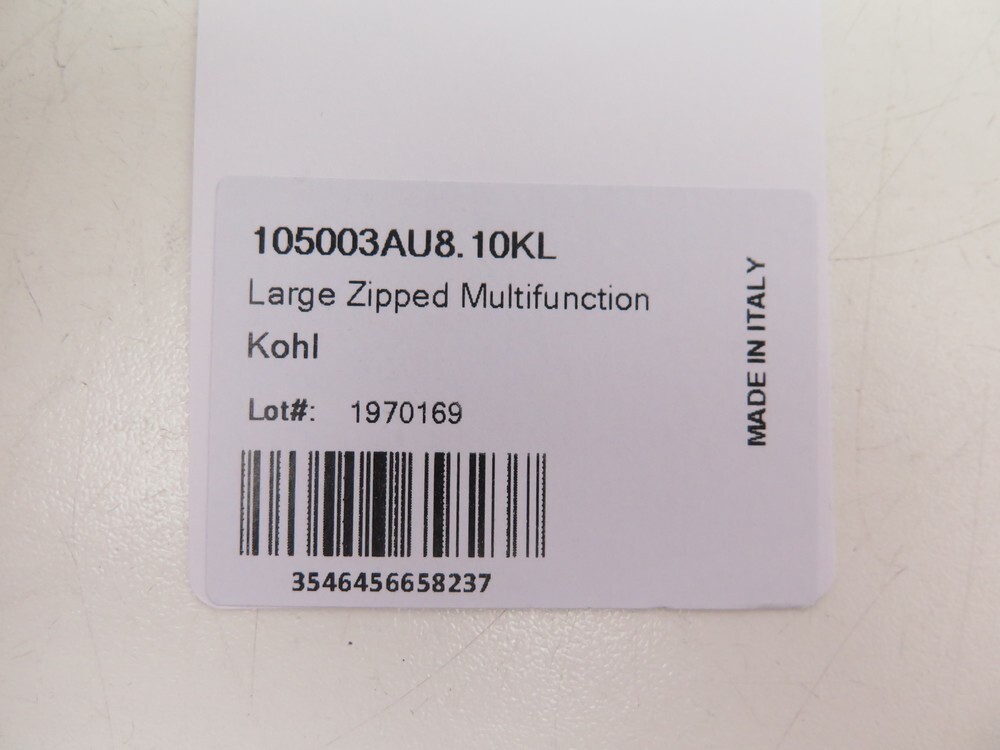 105003AU8.10KL
Large Zipped Multifunction
Kohl
Lot#: 1970169
3546456658237
MADE IN ITALY